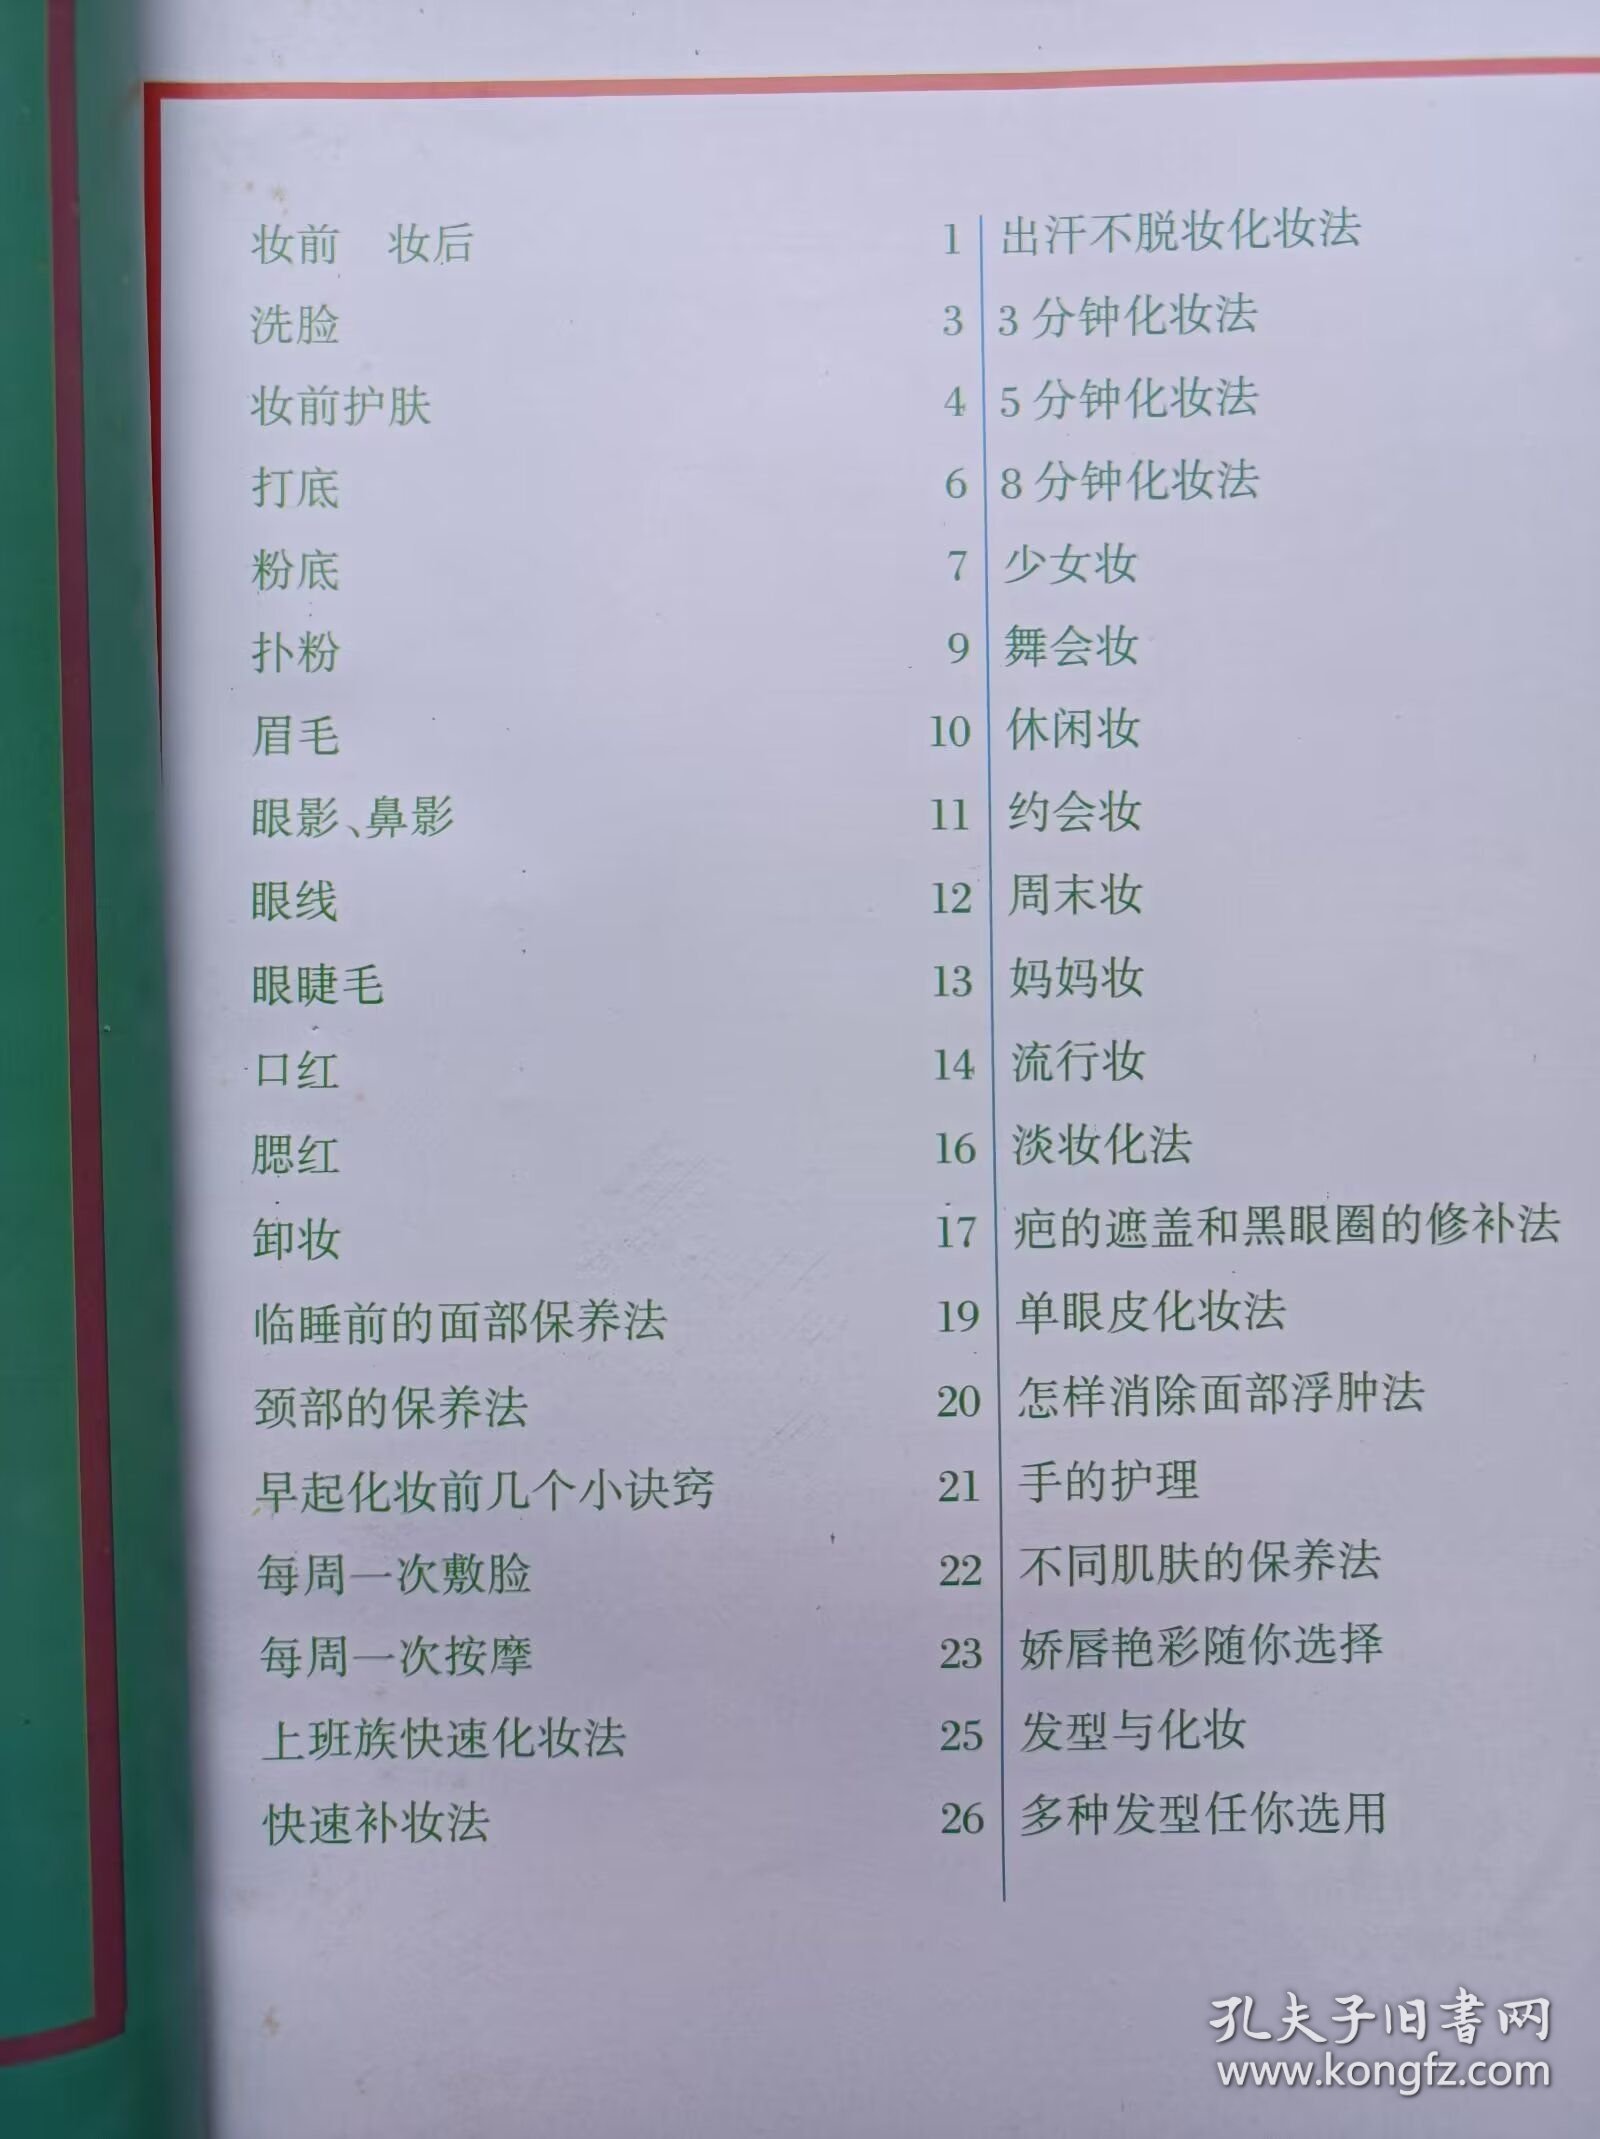 妆前　妆后 1
洗脸 3
妆前护肤 4
打底 6
粉底 7
扑粉 9
眉毛 10
眼影、鼻影 11
眼线 12
眼睫毛 13
口红 14
腮红 16
卸妆 17
临睡前的面部保养法 19
颈部的保养法 20
早起化妆前几个小诀窍 21
每周一次敷脸 22
每周一次按摩 23
上班族快速化妆法 25
快速补妆法 26
出汗不脱妆化妆法
3分钟化妆法
5分钟化妆法
8分钟化妆法
少女妆
舞会妆
休闲妆
约会妆
周末妆
妈妈妆
流行妆
淡妆化法
疤的遮盖和黑眼圈的修补法
单眼皮化妆法
怎样消除面部浮肿法
手的护理
不同肌肤的保养法
娇唇艳彩随你选择
发型与化妆
多种发型任你选用
孔夫子旧書网
www.kongfz.com